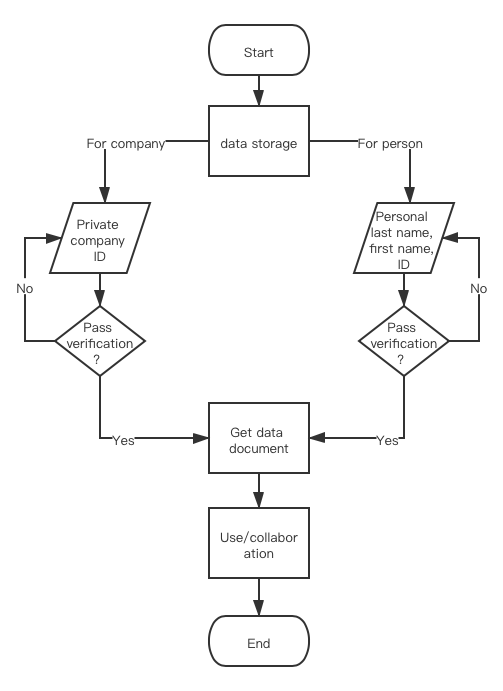 Start
For company
data storage
For person
Private
company
ID
Personal
last name,
first name,
ID
No
No
Pass
verification
?
Pass
verification
?
Yes
Get data
document
Yes
Use/collabor
ation
End